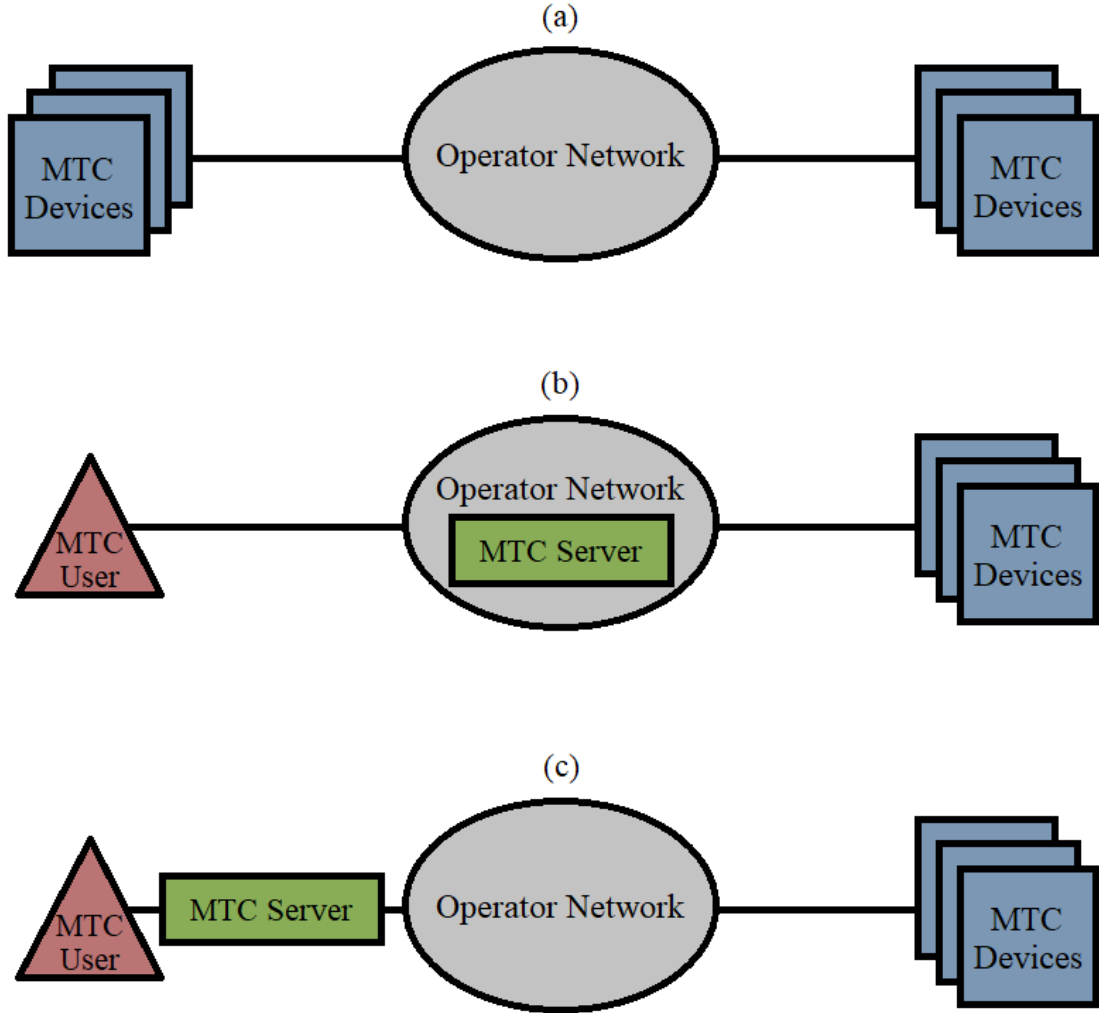 (a)
MTC
Devices
Operator Network
MTC
Devices
(b)
MTC
User
Operator Network
MTC Server
MTC
Devices
(c)
MTC
User
MTC Server
Operator Network
MTC
Devices